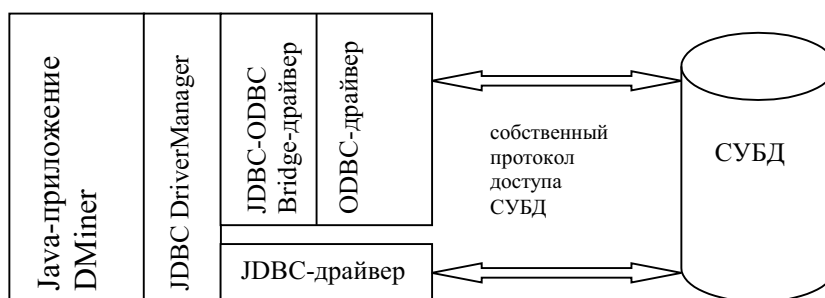 Java-приложение
DMiner
JDBC DriverManager
JDBC-ODBC
Bridge-драйвер
ODBC-драйвер
JDBC-драйвер
собственный
протокол
доступа
СУБД
СУБД